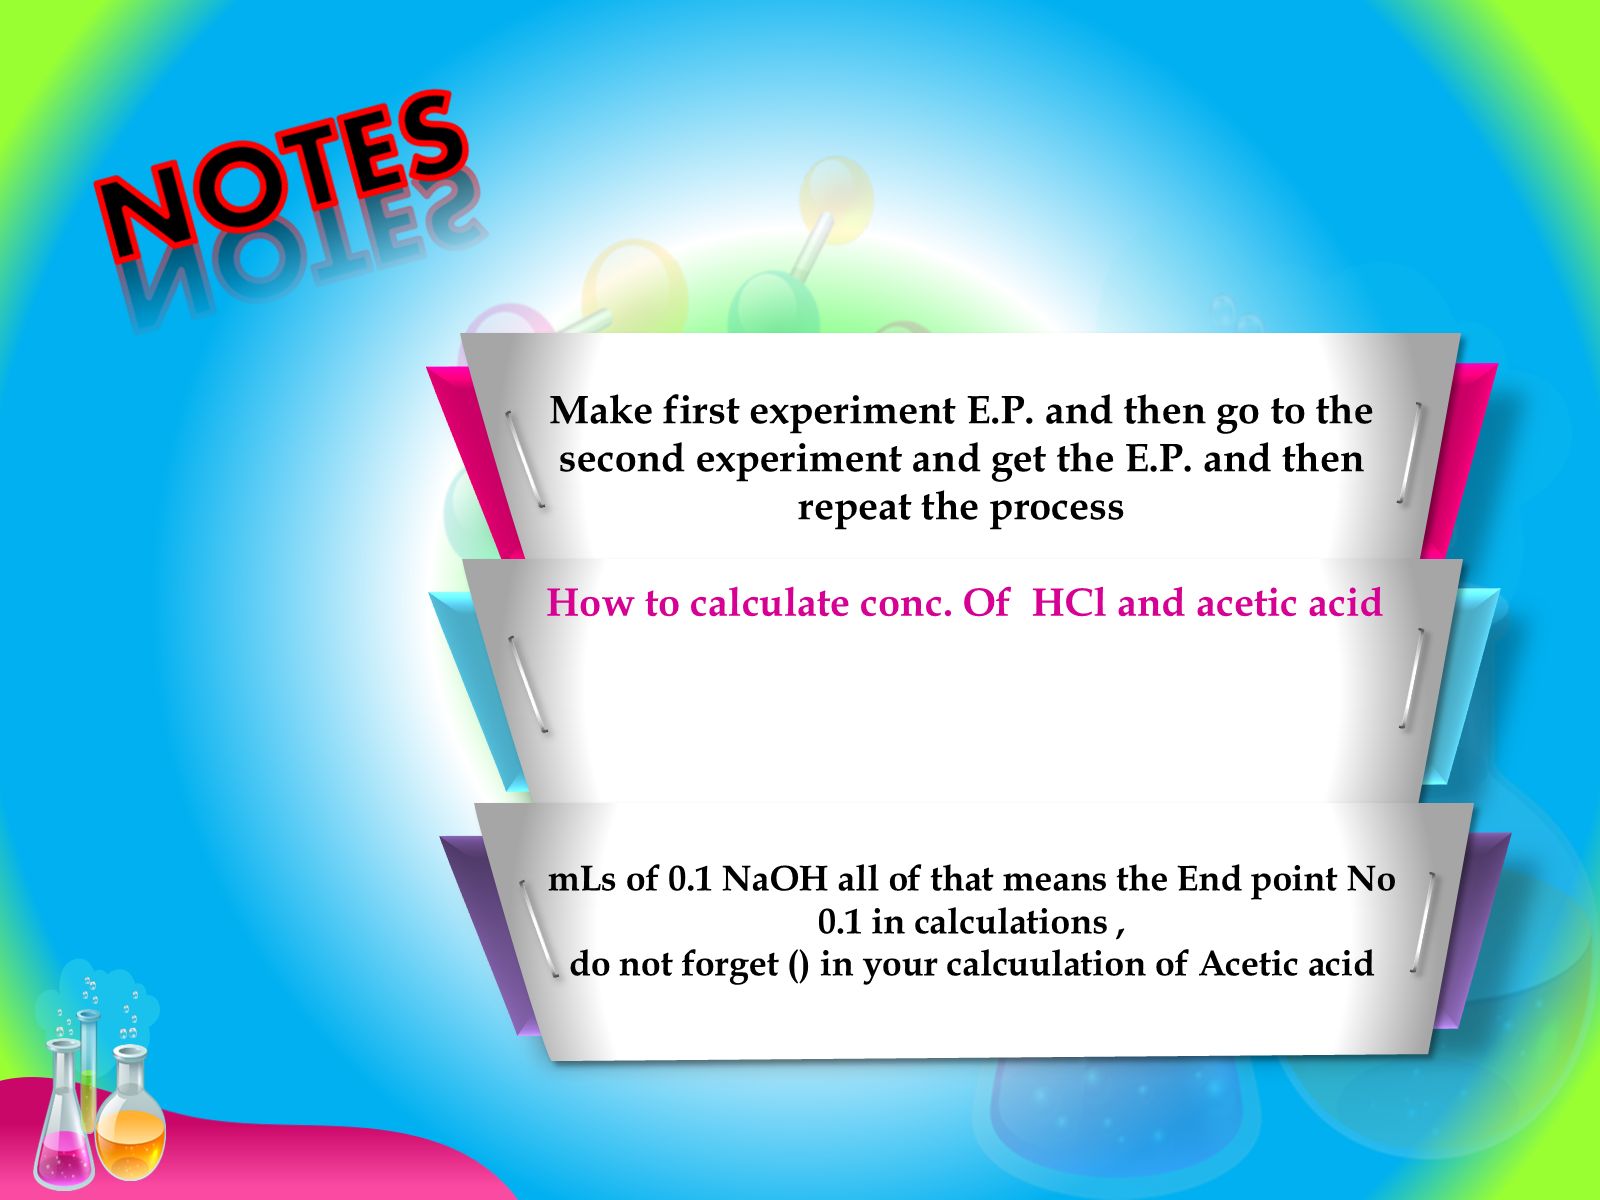 NOTES
Make first experiment E.P. and then go to the
second experiment and get the E.P. and then
repeat the process
How to calculate conc. Of  HCl and acetic acid
mLs of 0.1 NaOH all of that means the End point No
0.1 in calculations ,
do not forget () in your calcuulation of Acetic acid